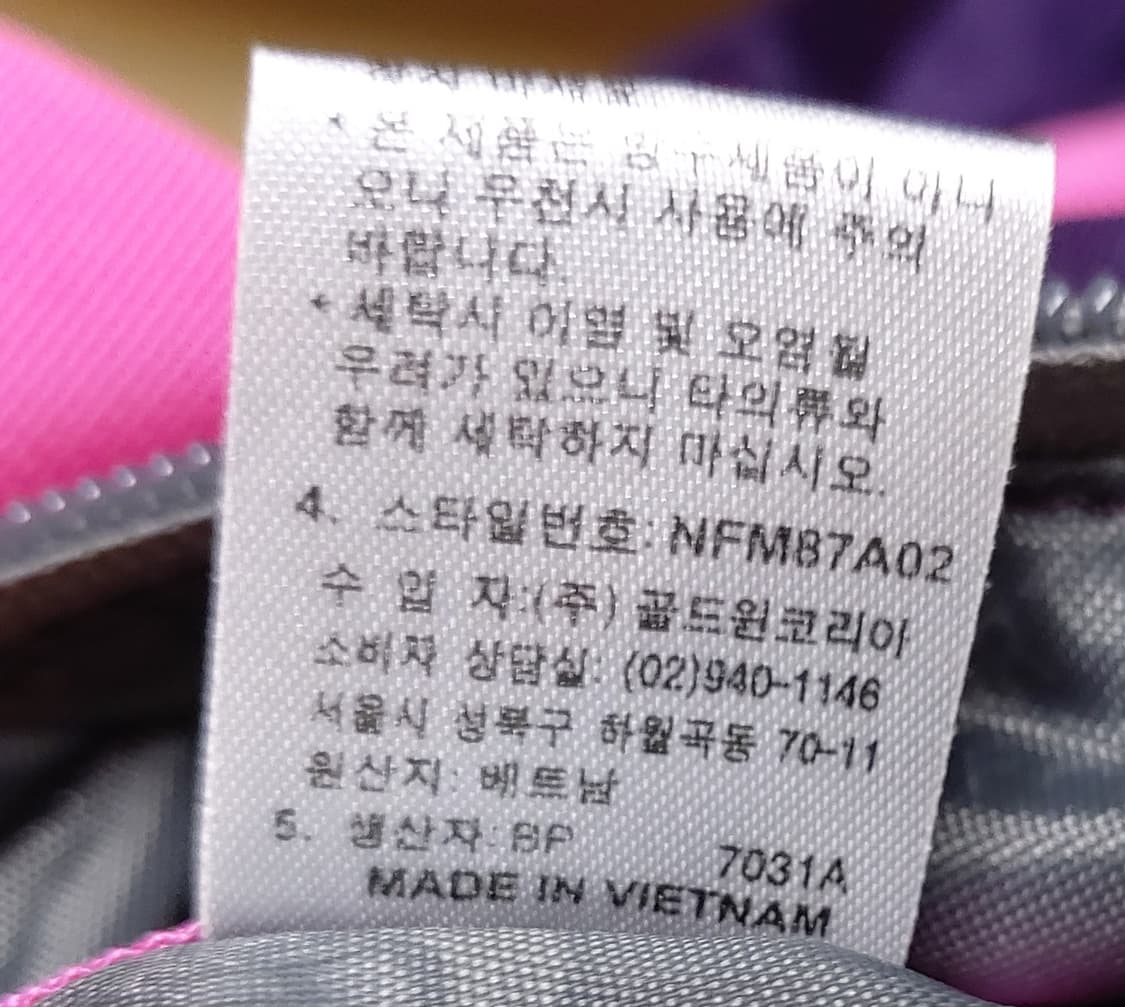 * 본 제품은 방수제품이 아니
오니 우천시 사용에 주의
바랍니다.
* 세탁시 이염 및 오염될
우려가 있으니 타의류와
함께 세탁하지 마십시오.
4. 스타일번호: NFM87A02
수 입 자:(주) 골드윈코리아
소비자 상담실: (02)940-1146
서울시 성북구 하월곡동 70-11
원산지: 베트남
5. 생산자: BP
7031A
MADE IN VIETNAM